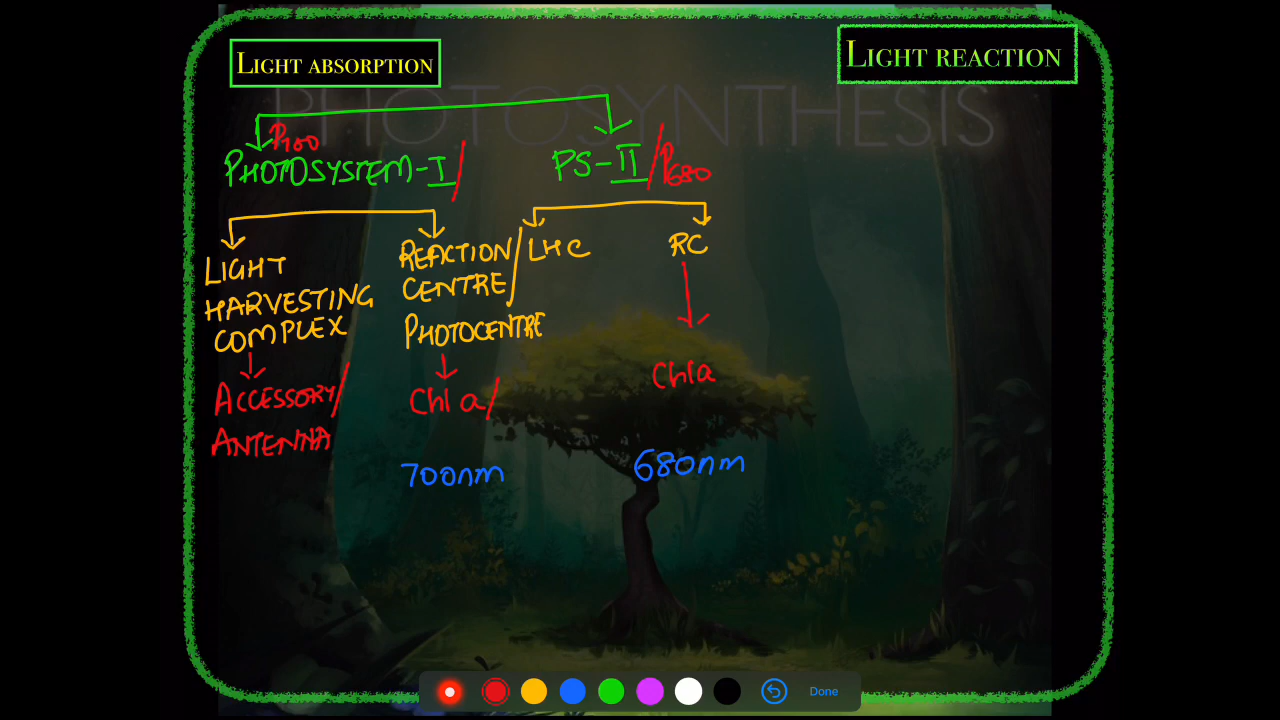 LIGHT ABSORPTION
LIGHT REACTION
PHOTOSYNTHESIS
P700
PHOTOSYSTEM-I/
PS-II/P680
LIGHT
HARVESTING
COMPLEX
REACTION/
CENTRE
PHOTOCENTRE
LHC
RC
ACCESSORY/
ANTENNA
Chl a/
Chl a
700nm
680nm
Done